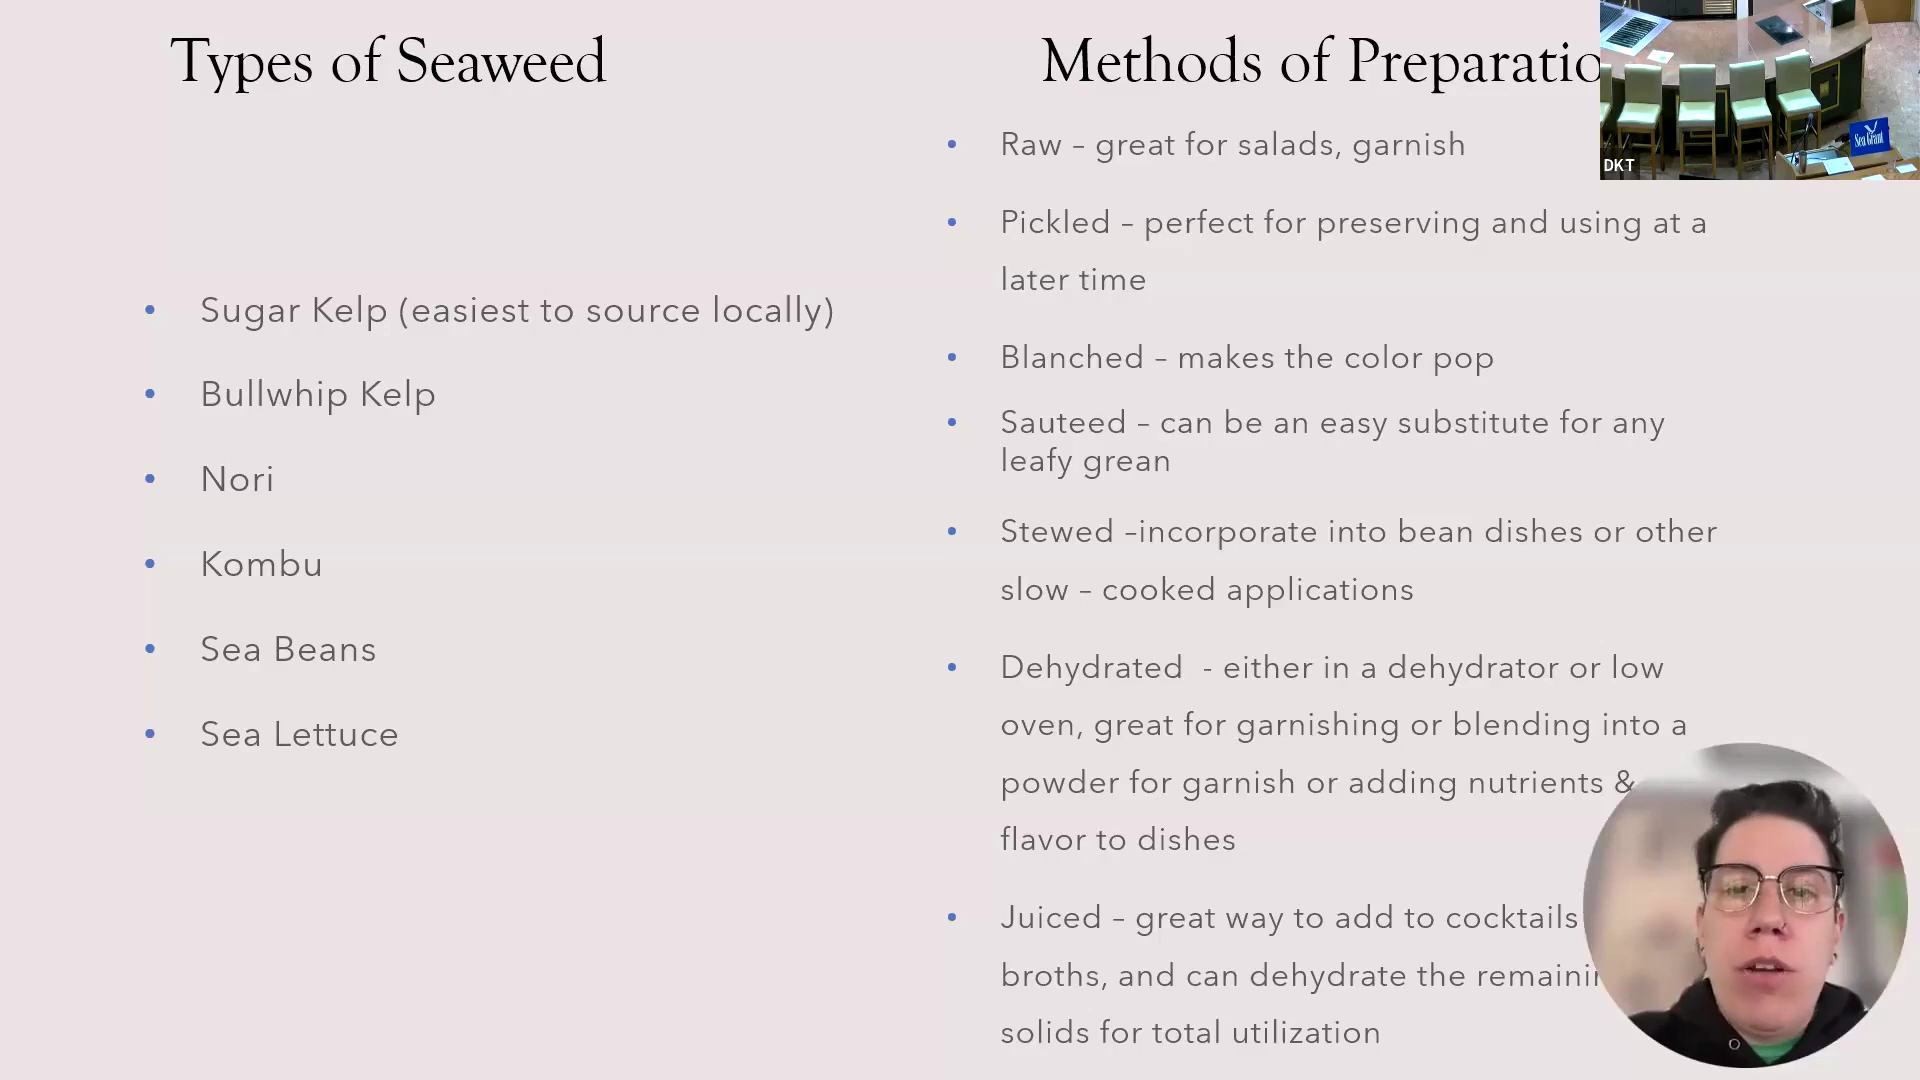 Types of Seaweed
Sugar Kelp (easiest to source locally)
Bullwhip Kelp
Nori
Kombu
Sea Beans
Sea Lettuce
Methods of Preparatio
Raw – great for salads, garnish
Pickled – perfect for preserving and using at a
later time
Blanched – makes the color pop
Sauteed – can be an easy substitute for any
leafy grean
Stewed –incorporate into bean dishes or other
slow – cooked applications
Dehydrated  - either in a dehydrator or low
oven, great for garnishing or blending into a
powder for garnish or adding nutrients &
flavor to dishes
Juiced – great way to add to cocktails
broths, and can dehydrate the remaini
solids for total utilization
DKT
Sea Grant